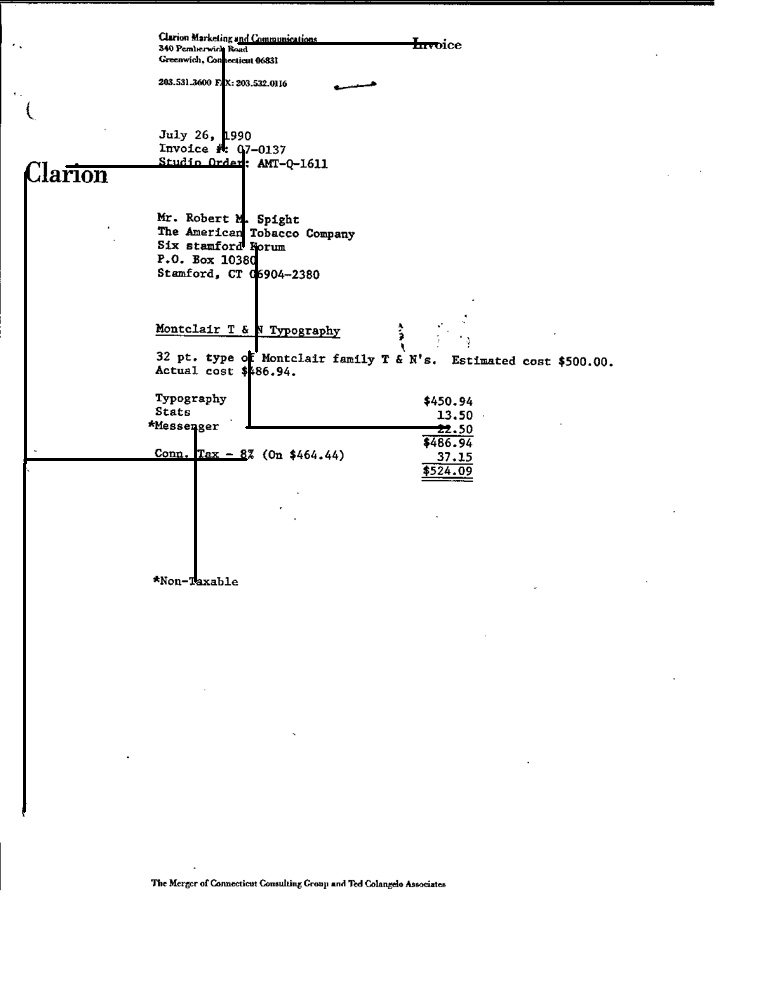 Clarion Marketing and Communications
340 Pemberwick Road
Greenwich, Connecticut 06831
203.531.3600 FAX: 203.532.0116
Invoice
July 26, 1990
Invoice #: 07-0137
Studio Order: AMT-Q-1611
Clarion
Mr. Robert M. Spight
The American Tobacco Company
Six stamford Forum
P.O. Box 10380
Stamford, CT 06904-2380
Montclair T & N Typography
32 pt. type of Montclair family T & N's. Estimated cost $500.00.
Actual cost $486.94.
Typography $450.94
Stats 13.50
*Messenger 22.50
$486.94
Conn. Tax - 8% (On $464.44) 37.15
$524.09
*Non-Taxable
The Merger of Connecticut Consulting Group and Ted Colangelo Associates